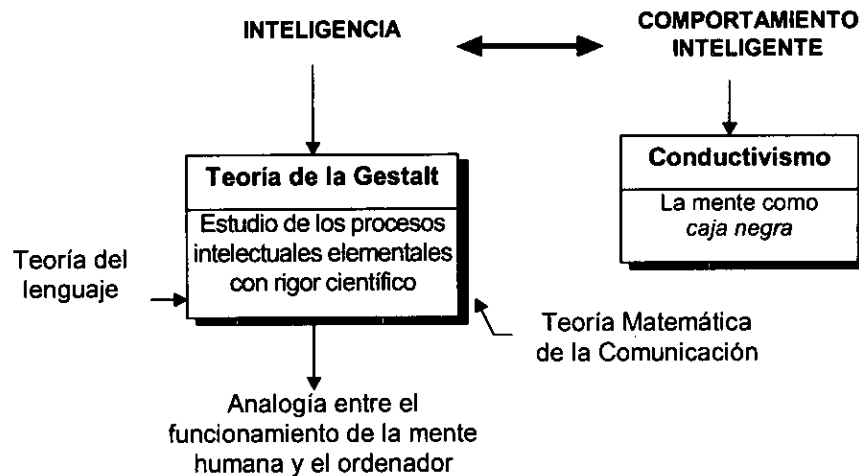 INTELIGENCIA
COMPORTAMIENTO
INTELIGENTE
Teoría de la Gestalt
Estudio de los procesos
intelectuales elementales
con rigor científico
Conductivismo
La mente como
caja negra
Teoría del
lenguaje
Teoría Matemática
de la Comunicación
Analogía entre el
funcionamiento de la mente
humana y el ordenador